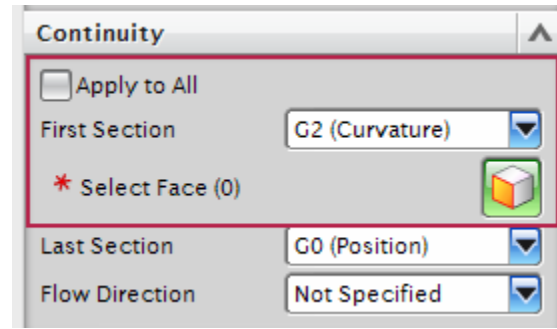 Continuity
Apply to All
First Section G2 (Curvature)
* Select Face (0)
Last Section G0 (Position)
Flow Direction Not Specified